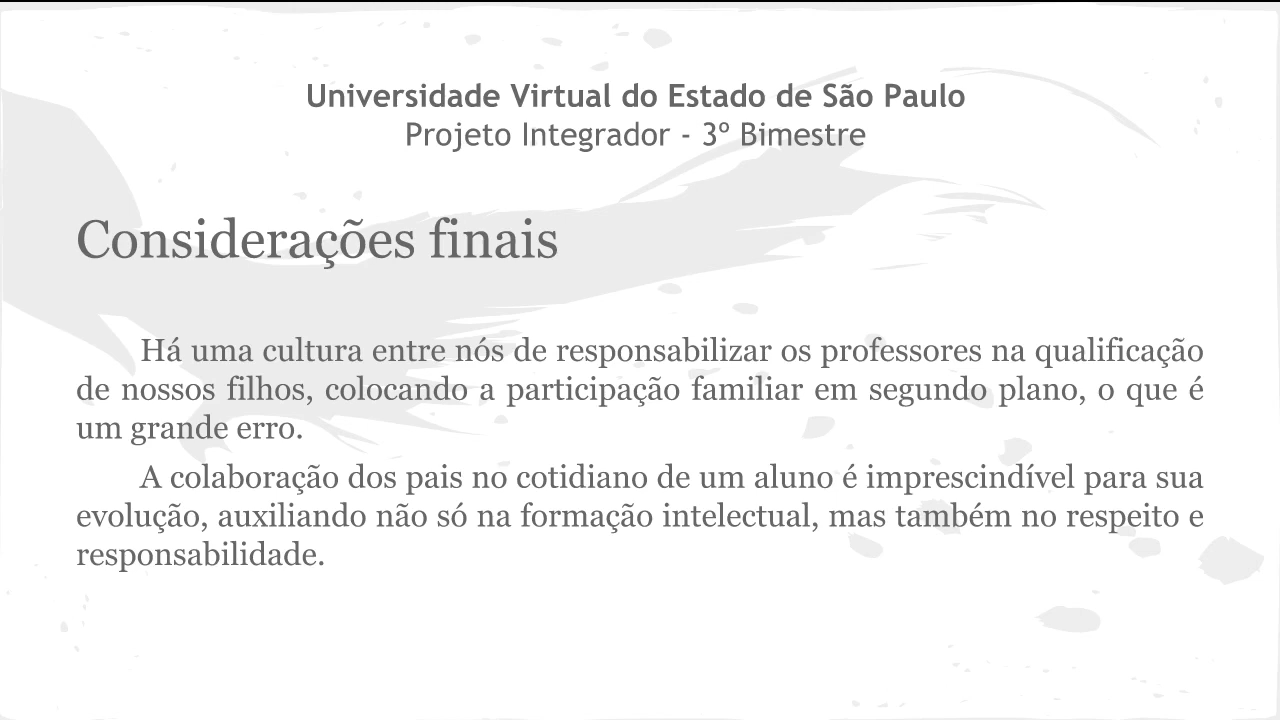 Universidade Virtual do Estado de São Paulo
Projeto Integrador - 3º Bimestre
Considerações finais
Há uma cultura entre nós de responsabilizar os professores na qualificação
de nossos filhos, colocando a participação familiar em segundo plano, o que é
um grande erro.
A colaboração dos pais no cotidiano de um aluno é imprescindível para sua
evolução, auxiliando não só na formação intelectual, mas também no respeito e
responsabilidade.